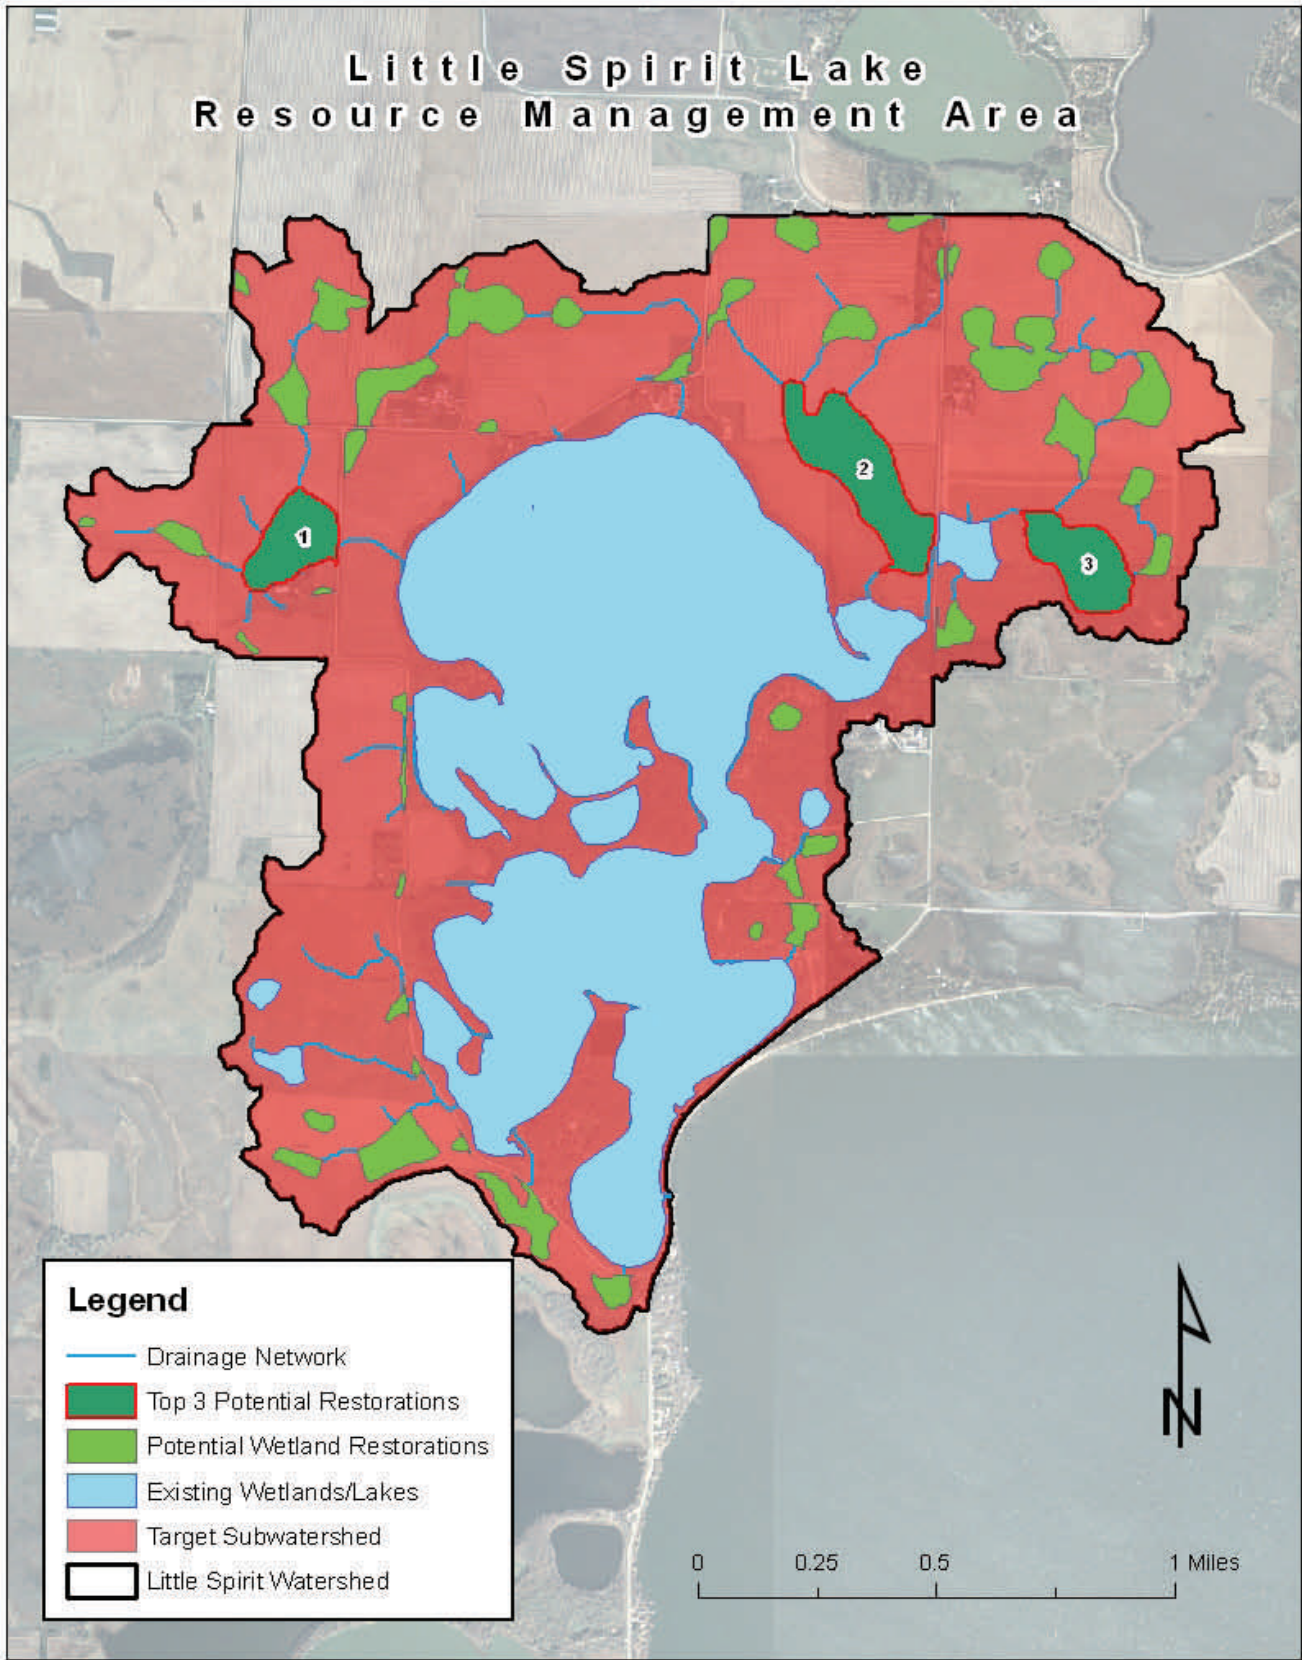 Little Spirit Lake
Resource Management Area
1
2
3
Legend
Drainage Network
Top 3 Potential Restorations
Potential Wetland Restorations
Existing Wetlands/Lakes
Target Subwatershed
Little Spirit Watershed
N
0 0.25 0.5 1 Miles